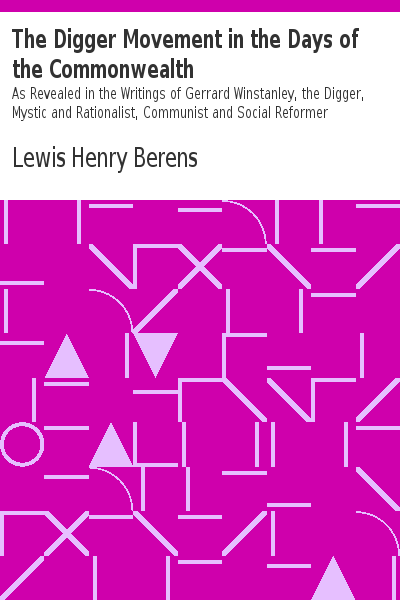 The Digger Movement in the Days of
the Commonwealth
As Revealed in the Writings of Gerrard Winstanley, the Digger,
Mystic and Rationalist, Communist and Social Reformer
Lewis Henry Berens